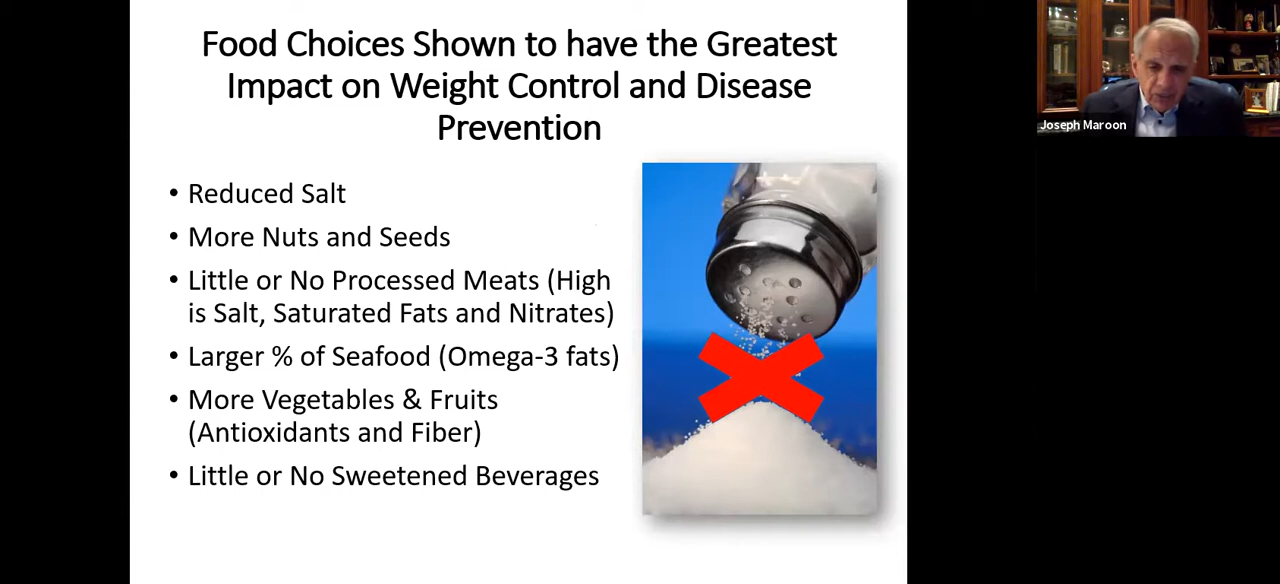 Food Choices Shown to have the Greatest
Impact on Weight Control and Disease
Prevention
• Reduced Salt
• More Nuts and Seeds
• Little or No Processed Meats (High
is Salt, Saturated Fats and Nitrates)
• Larger % of Seafood (Omega-3 fats)
• More Vegetables & Fruits
(Antioxidants and Fiber)
• Little or No Sweetened Beverages
Joseph Maroon